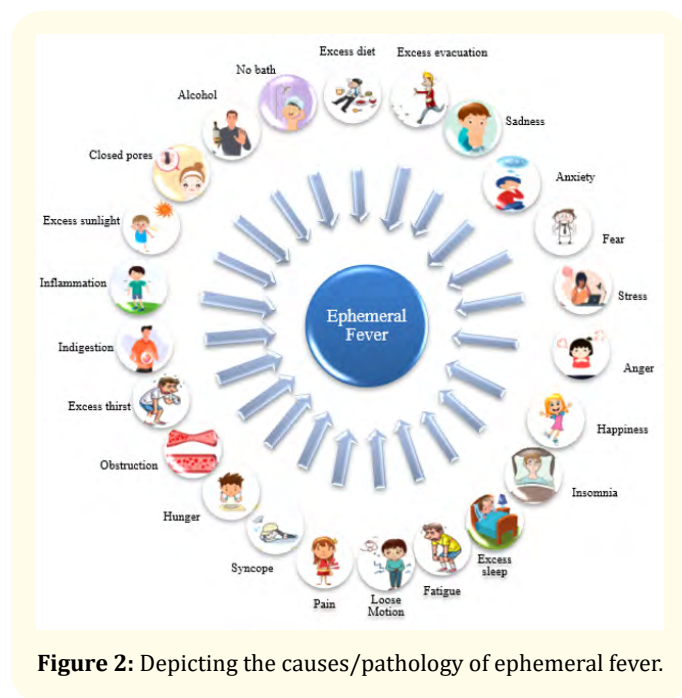 Excess diet
Excess evacuation
Sadness
Anxiety
Fear
Stress
Anger
Happiness
Insomnia
Excess
sleep
Fatigue
Loose
Motion
Pain
Syncope
Hunger
Obstruction
Excess thirst
Indigestion
Inflammation
Excess sunlight
Closed pores
Alcohol
No bath
Ephemeral
Fever
Figure 2: Depicting the causes/pathology of ephemeral fever.